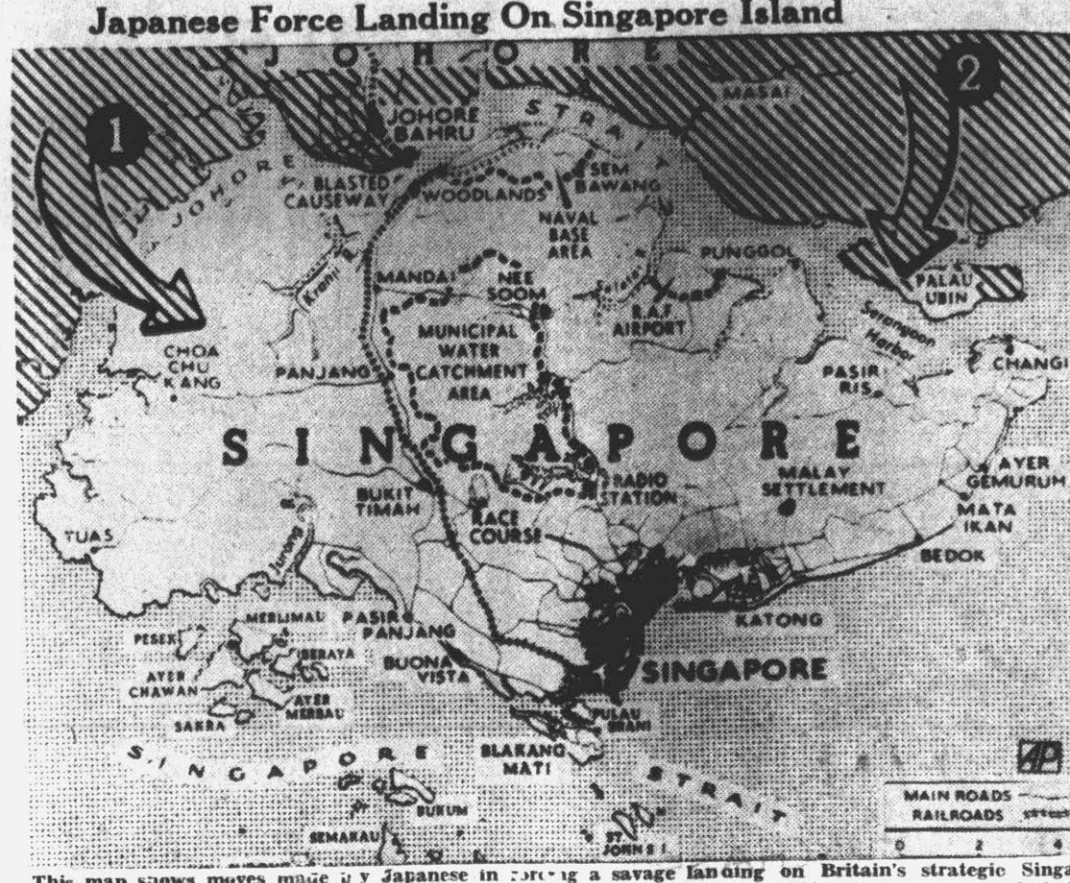 Japanese Force Landing On Singapore Island
JOHORE
1
2
MASAI
JOHORE
BAHRU
JOHORE
STRAIT
BLASTED
CAUSEWAY
WOODLANDS
SEM
BAWANG
NAVAL
BASE
AREA
Kranji R.
MANDAI
NEE
SOOM
PUNGGOL
PALAU
UBIN
R.A.F.
AIRPORT
MUNICIPAL
WATER
CATCHMENT
AREA
Serangoon
Harbor
CHOA
CHU
KANG
PANJANG
PASIR
RIS
CHANGI
SINGAPORE
BUKIT
TIMAH
RADIO
STATION
MALAY
SETTLEMENT
AYER
GEMURUH
RACE
COURSE
MATA
IKAN
TUAS
Jurong R.
BEDOK
KATONG
PASIR
PANJANG
MERLIMAU
PESEK
BERAYA
BUONA
VISTA
SINGAPORE
AYER
CHAWAN
AYER
MERBAU
SAKRA
PULAU
BRANI
BLAKANG
MATI
SINGAPORE STRAIT
BUKUM
SEMAKAU
ST
JOHN'S I
AP
MAIN ROADS
RAILROADS
0 2 4
This map shows moves made by Japanese in forcing a savage landing on Britain's strategic Singa